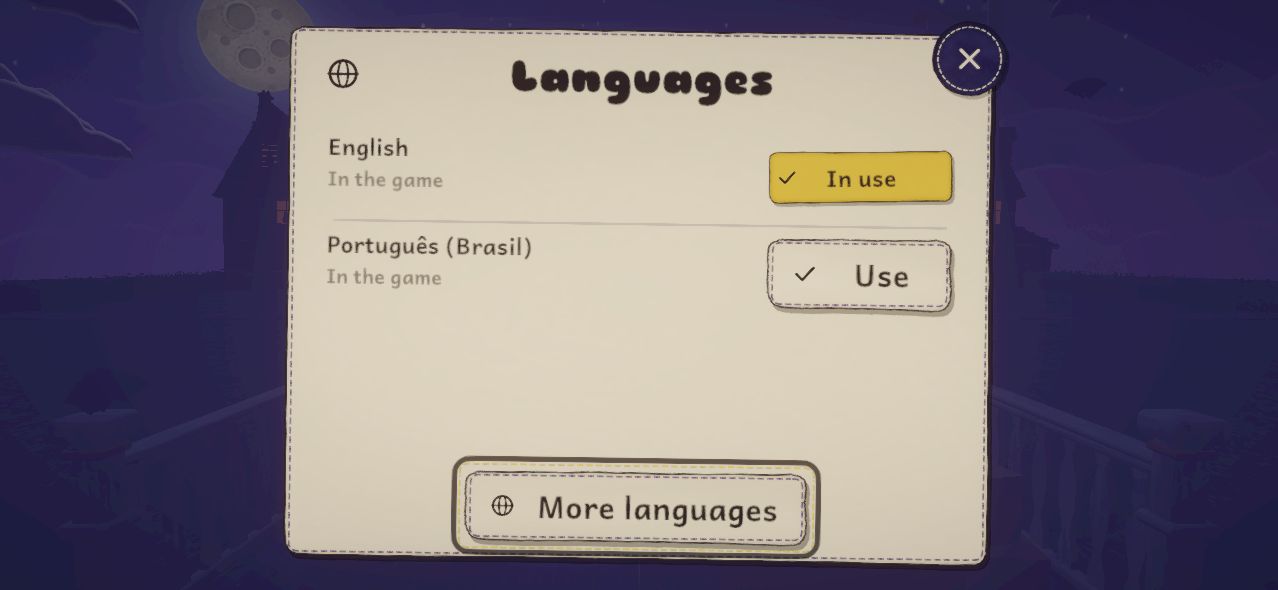 Languages
English
In the game
In use
Português (Brasil)
In the game
Use
More languages